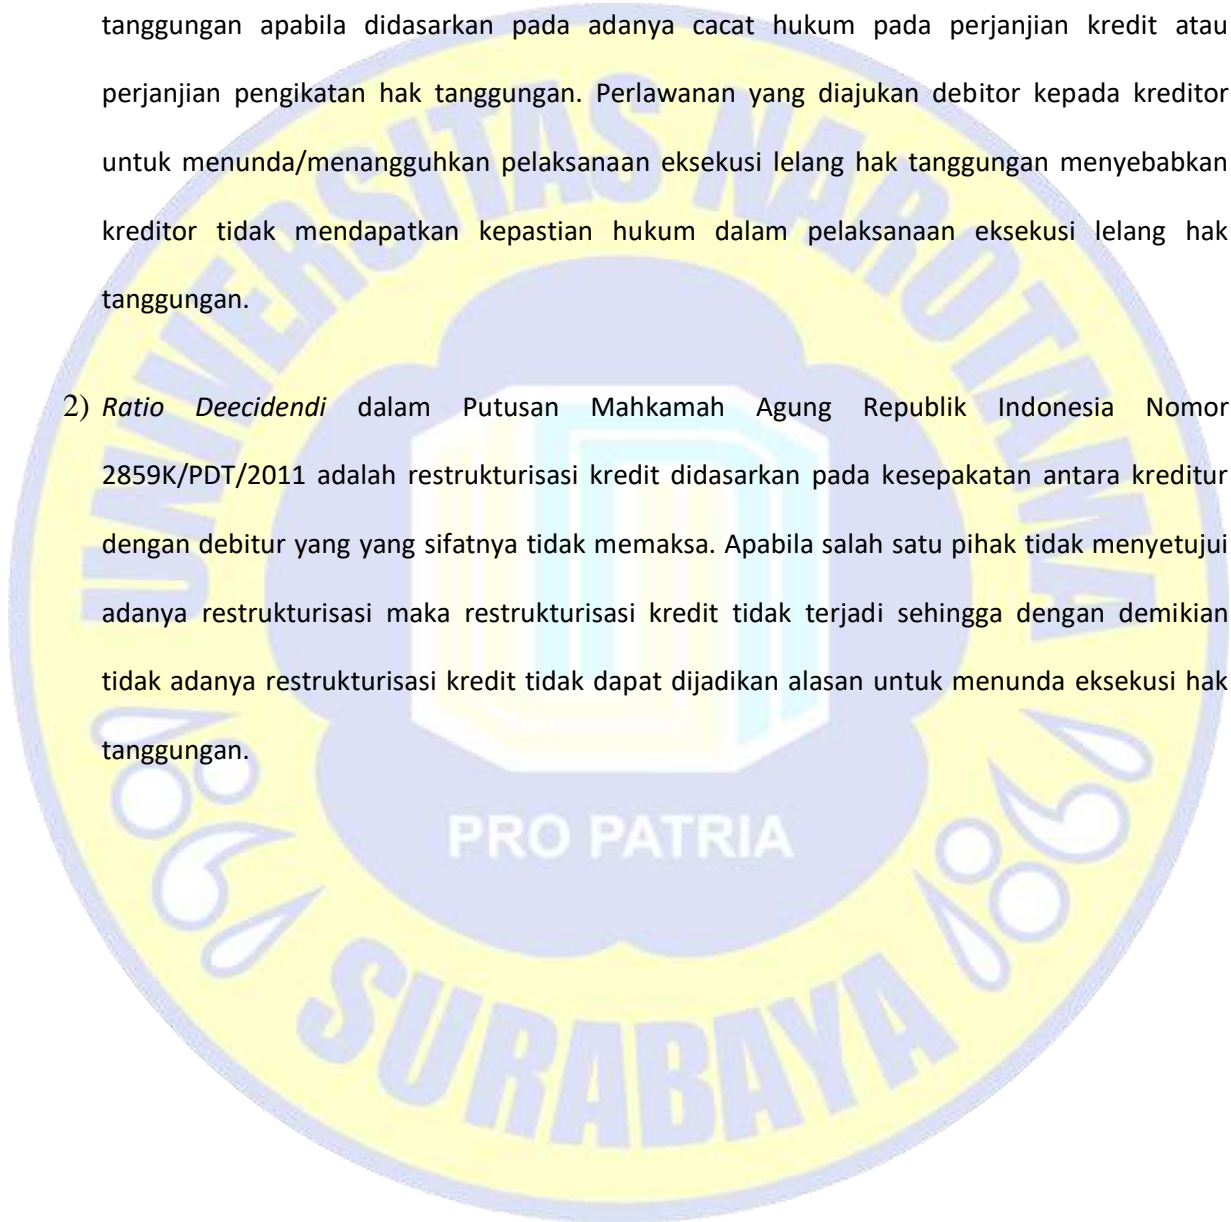 tanggungan apabila didasarkan pada adanya cacat hukum pada perjanjian kredit atau
perjanjian pengikatan hak tanggungan. Perlawanan yang diajukan debitor kepada kreditor
untuk menunda/menangguhkan pelaksanaan eksekusi lelang hak tanggungan menyebabkan
kreditor tidak mendapatkan kepastian hukum dalam pelaksanaan eksekusi lelang hak
tanggungan.
2) Ratio Deecidendi dalam Putusan Mahkamah Agung Republik Indonesia Nomor
2859K/PDT/2011 adalah restrukturisasi kredit didasarkan pada kesepakatan antara kreditur
dengan debitur yang yang sifatnya tidak memaksa. Apabila salah satu pihak tidak menyetujui
adanya restrukturisasi maka restrukturisasi kredit tidak terjadi sehingga dengan demikian
tidak adanya restrukturisasi kredit tidak dapat dijadikan alasan untuk menunda eksekusi hak
tanggungan.
UNIVERSITAS NAROTAMA
PRO PATRIA
SURABAYA